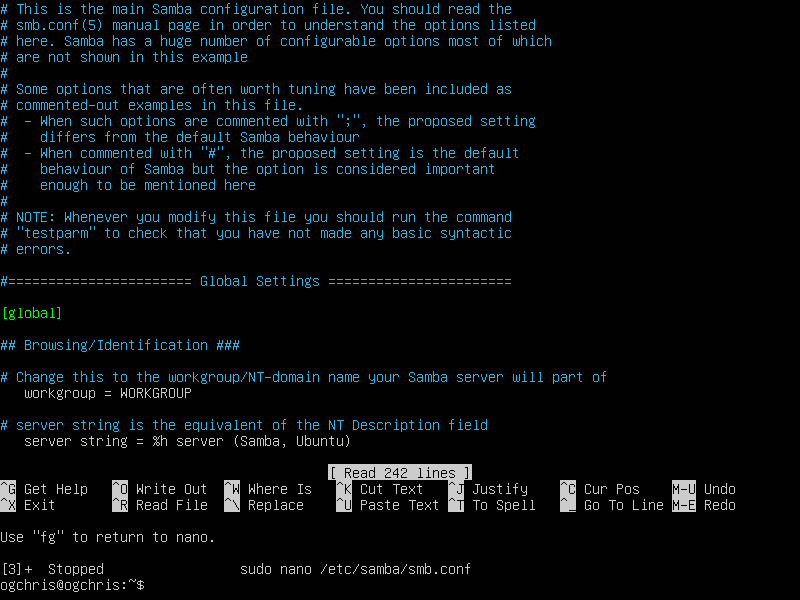 # This is the main Samba configuration file. You should read the
# smb.conf(5) manual page in order to understand the options listed
# here. Samba has a huge number of configurable options most of which
# are not shown in this example
#
# Some options that are often worth tuning have been included as
# commented-out examples in this file.
#  - When such options are commented with ";", the proposed setting
#    differs from the default Samba behaviour
#  - When commented with "#", the proposed setting is the default
#    behaviour of Samba but the option is considered important
#    enough to be mentioned here
#
# NOTE: Whenever you modify this file you should run the command
# "testparm" to check that you have not made any basic syntactic
# errors.
#======================= Global Settings =======================
[global]
## Browsing/Identification ###
# Change this to the workgroup/NT-domain name your Samba server will part of
   workgroup = WORKGROUP
# server string is the equivalent of the NT Description field
   server string = %h server (Samba, Ubuntu)
[ Read 242 lines ]
^G Get Help   ^O Write Out  ^W Where Is   ^K Cut Text   ^J Justify    ^C Cur Pos    M-U Undo
^X Exit       ^R Read File  ^\ Replace    ^U Paste Text ^T To Spell   ^_ Go To Line M-E Redo
Use "fg" to return to nano.
[3]+  Stopped                 sudo nano /etc/samba/smb.conf
ogchris@ogchris:~$